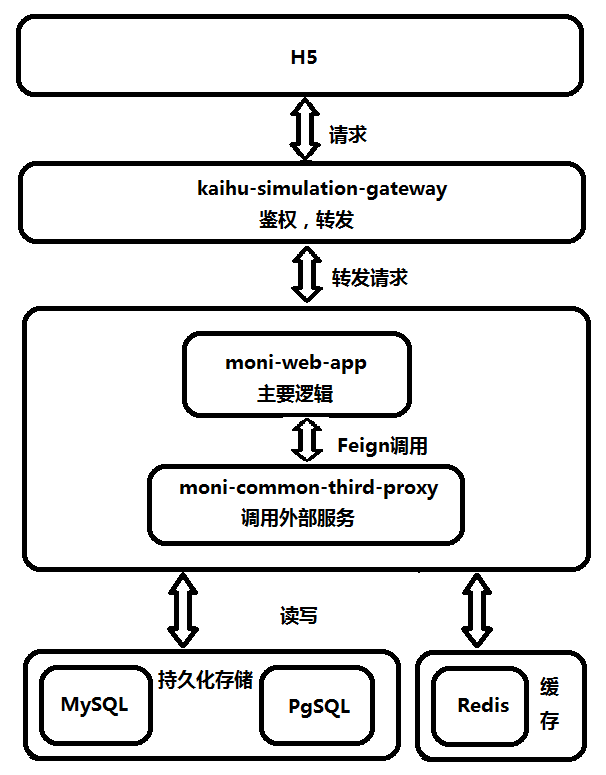 H5
请求
kaihu-simulation-gateway
鉴权，转发
转发请求
moni-web-app
主要逻辑
Feign调用
moni-common-third-proxy
调用外部服务
读写
持久化存储
MySQL
PgSQL
Redis
缓
存